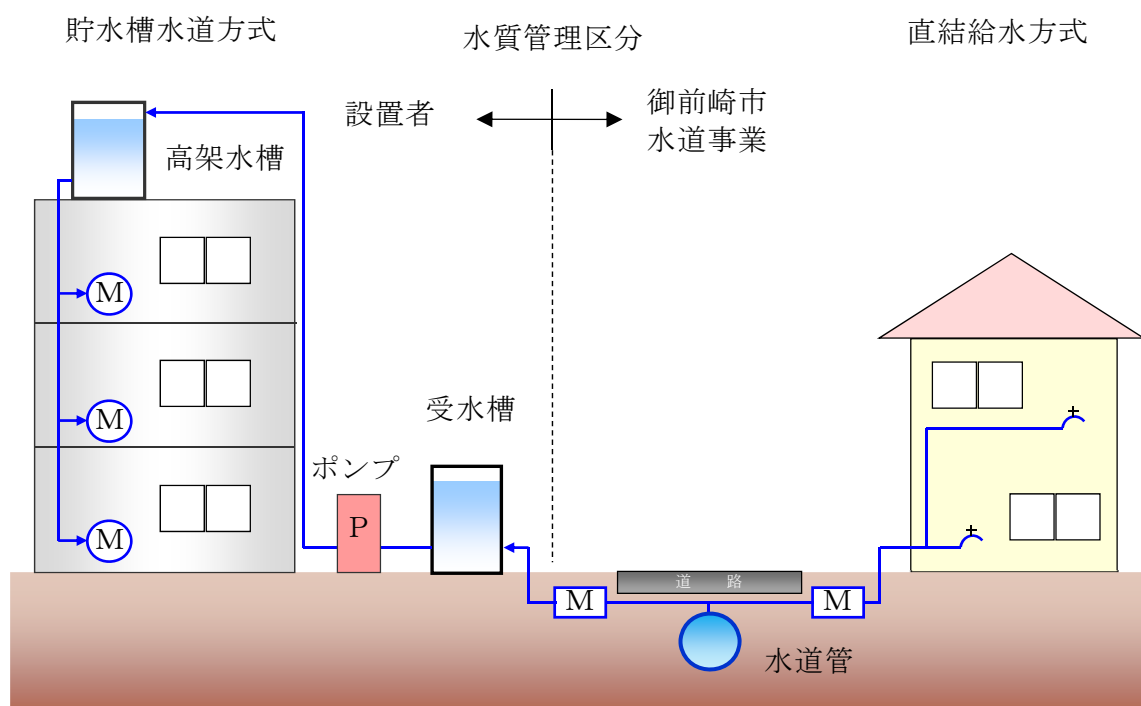 貯水槽水道方式
水質管理区分
直結給水方式
設置者
御前崎市
水道事業
高架水槽
M
M
M
受水槽
ポンプ
P
道 路
M
M
水道管